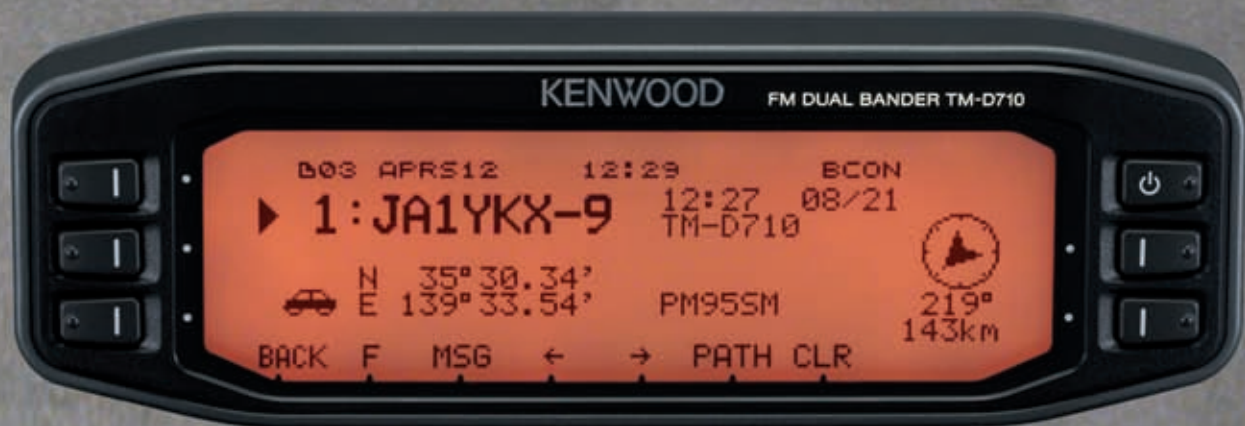 KENWOOD FM DUAL BANDER TM-D710
03 APRS12 12:29 BCON
1:JA1YKX-9 12:27 08/21
TM-D710
N 35°30.34'
E 139°33.54' PM95SM 219°
143km
BACK F MSG ← → PATH CLR